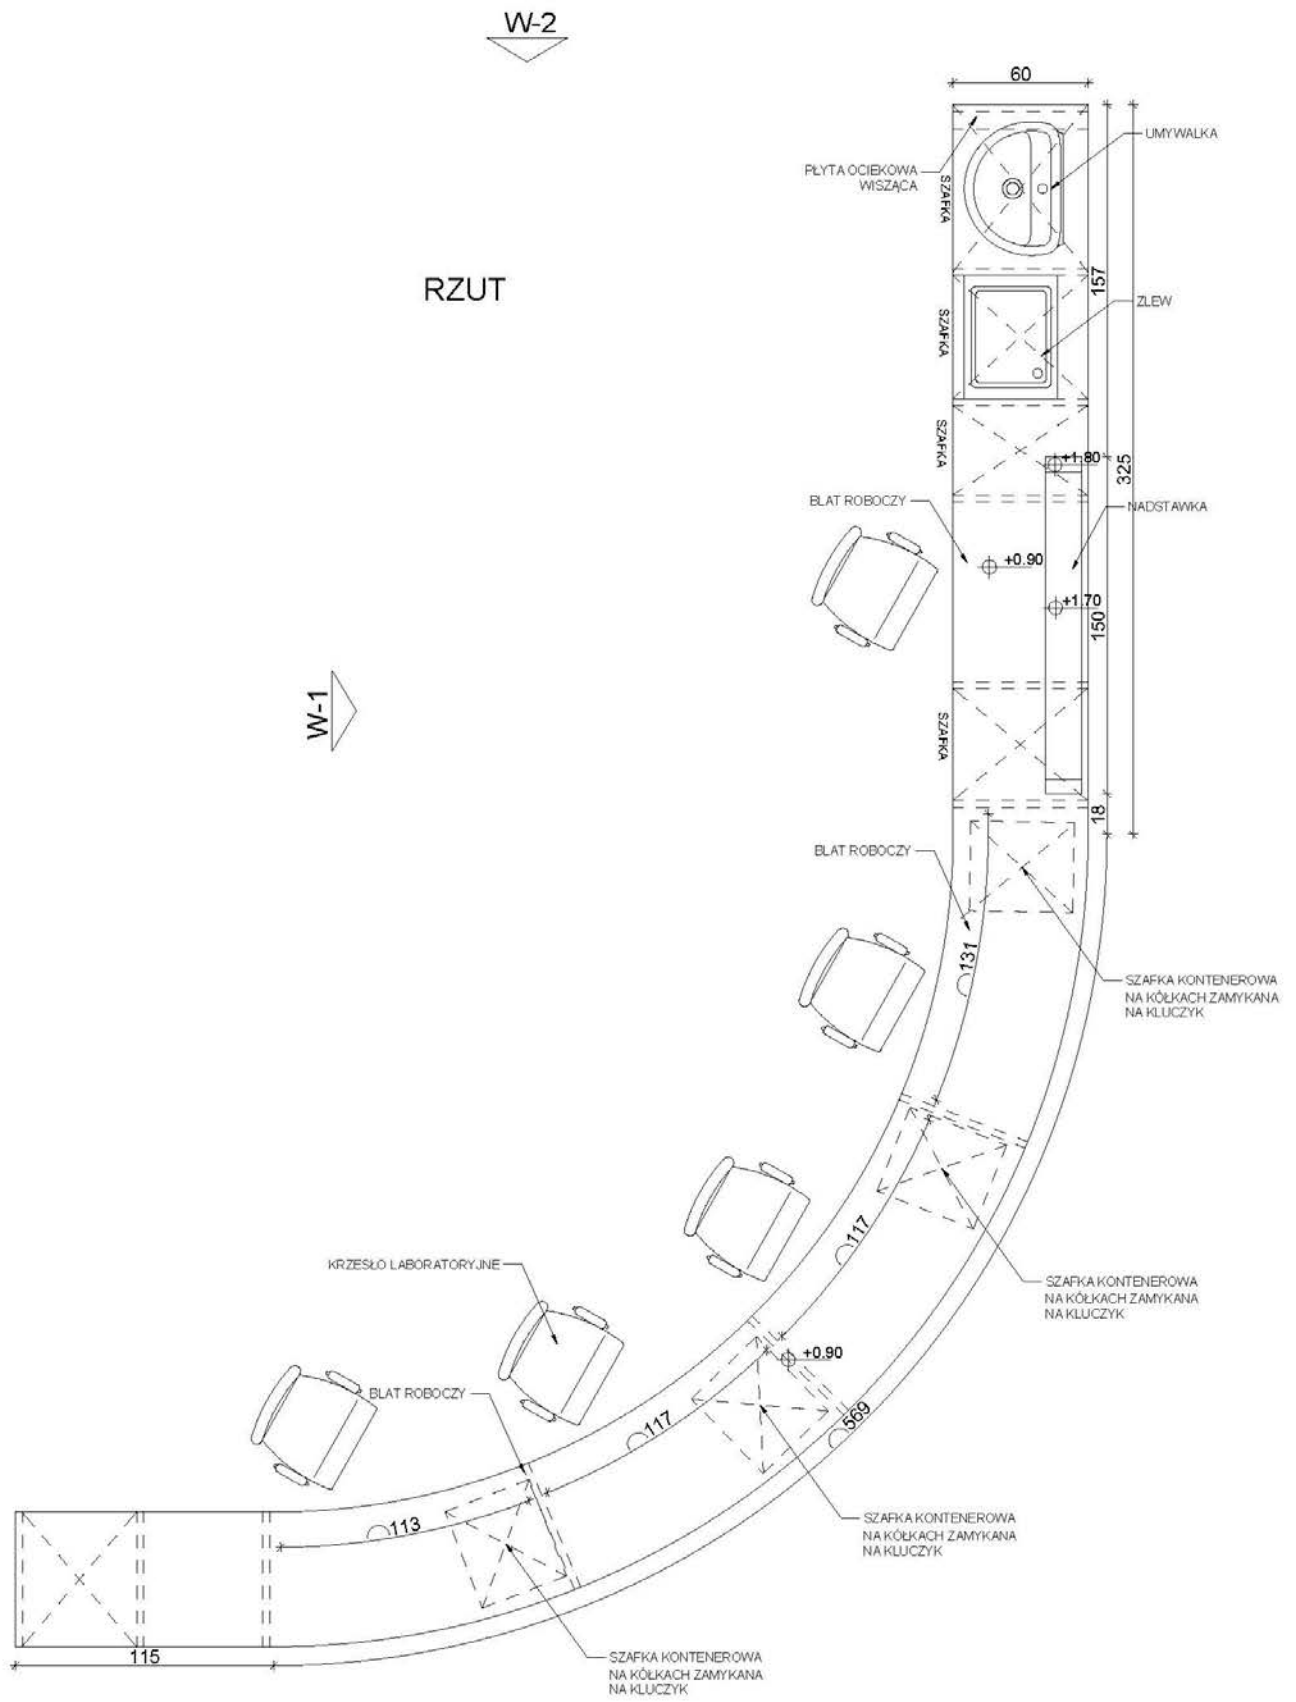 W-2
60
UMYWALKA
PŁYTA OCIEKOWA
WISZĄCA
SZAFKA
RZUT
157
ZLEW
SZAFKA
SZAFKA
+1.80
325
BLAT ROBOCZY
NADSTAWKA
+0.90
+1.70
150
W-1
SZAFKA
18
BLAT ROBOCZY
131
SZAFKA KONTENEROWA
NA KÓŁKACH ZAMYKANA
NA KLUCZYK
117
KRZESŁO LABORATORYJNE
SZAFKA KONTENEROWA
NA KÓŁKACH ZAMYKANA
NA KLUCZYK
+0.90
BLAT ROBOCZY
117
569
113
SZAFKA KONTENEROWA
NA KÓŁKACH ZAMYKANA
NA KLUCZYK
115
SZAFKA KONTENEROWA
NA KÓŁKACH ZAMYKANA
NA KLUCZYK